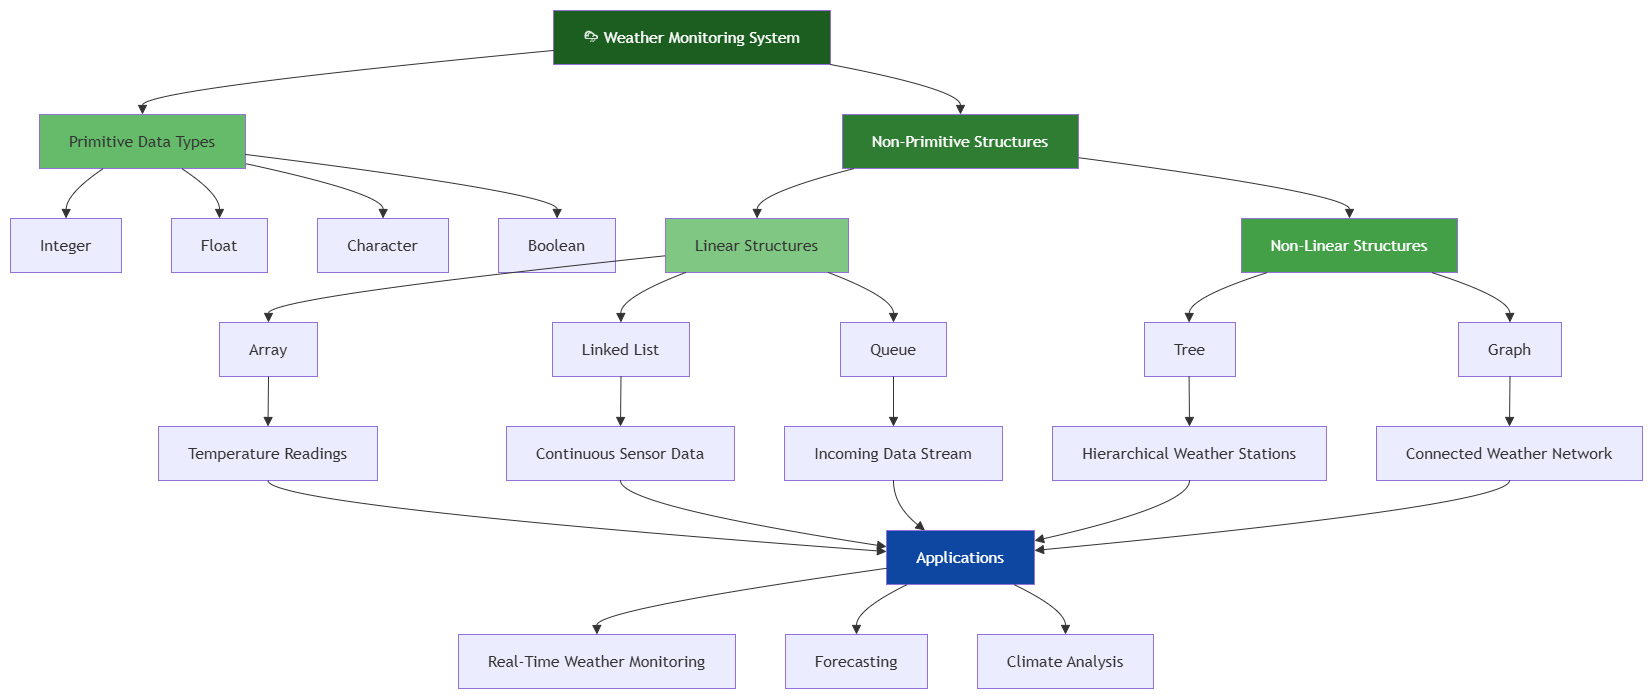 🌦 Weather Monitoring System
Primitive Data Types
Non-Primitive Structures
Integer
Float
Character
Boolean
Linear Structures
Non-Linear Structures
Array
Linked List
Queue
Tree
Graph
Temperature Readings
Continuous Sensor Data
Incoming Data Stream
Hierarchical Weather Stations
Connected Weather Network
Applications
Real-Time Weather Monitoring
Forecasting
Climate Analysis